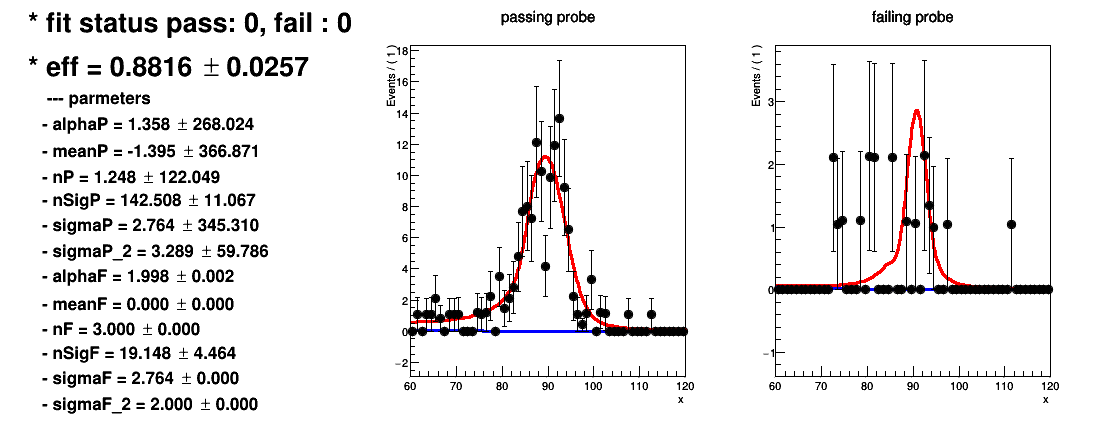 * fit status pass: 0, fail : 0
* eff = 0.8816 ± 0.0257
--- parmeters
- alphaP = 1.358 ± 268.024
- meanP = -1.395 ± 366.871
- nP = 1.248 ± 122.049
- nSigP = 142.508 ± 11.067
- sigmaP = 2.764 ± 345.310
- sigmaP_2 = 3.289 ± 59.786
- alphaF = 1.998 ± 0.002
- meanF = 0.000 ± 0.000
- nF = 3.000 ± 0.000
- nSigF = 19.148 ± 4.464
- sigmaF = 2.764 ± 0.000
- sigmaF_2 = 2.000 ± 0.000
passing probe
Events / ( 1 )
18
16
14
12
10
8
6
4
2
0
−2
60 70 80 90 100 110 120
x
failing probe
Events / ( 1 )
3
2
1
0
−1
60 70 80 90 100 110 120
x